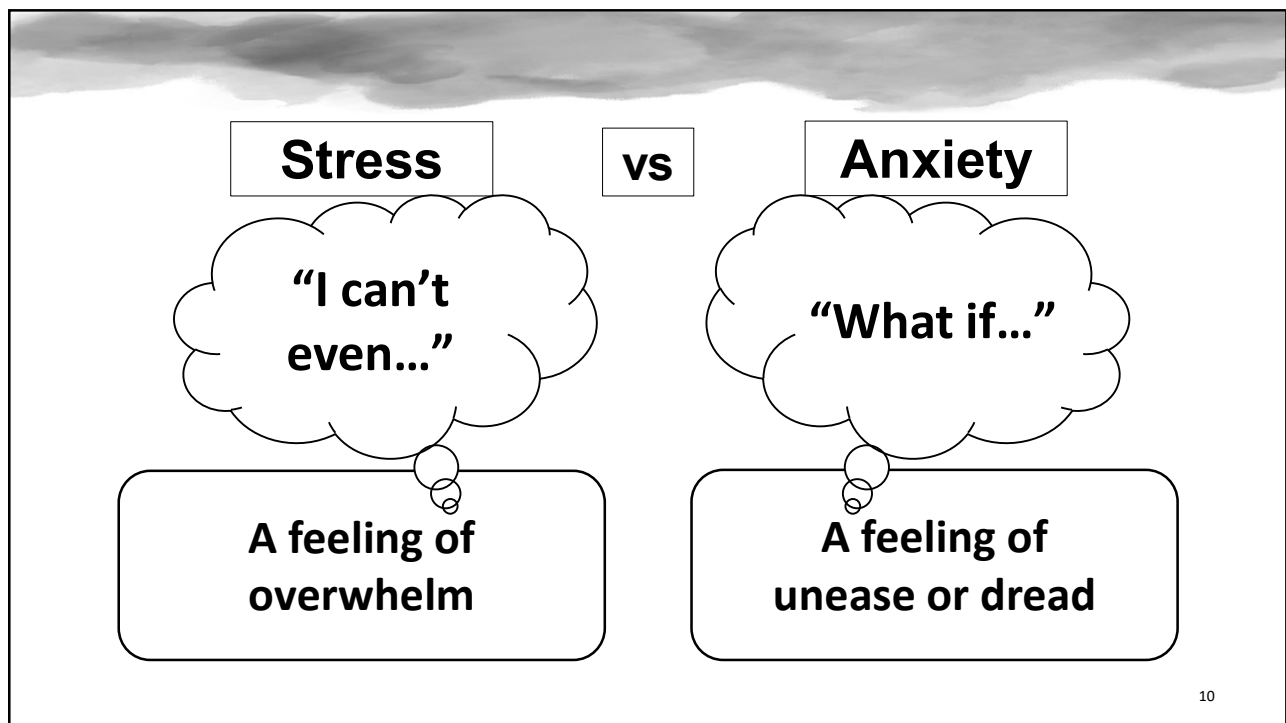 Stress
vs
Anxiety
“I can’t
even…”
“What if…”
A feeling of
overwhelm
A feeling of
unease or dread
10